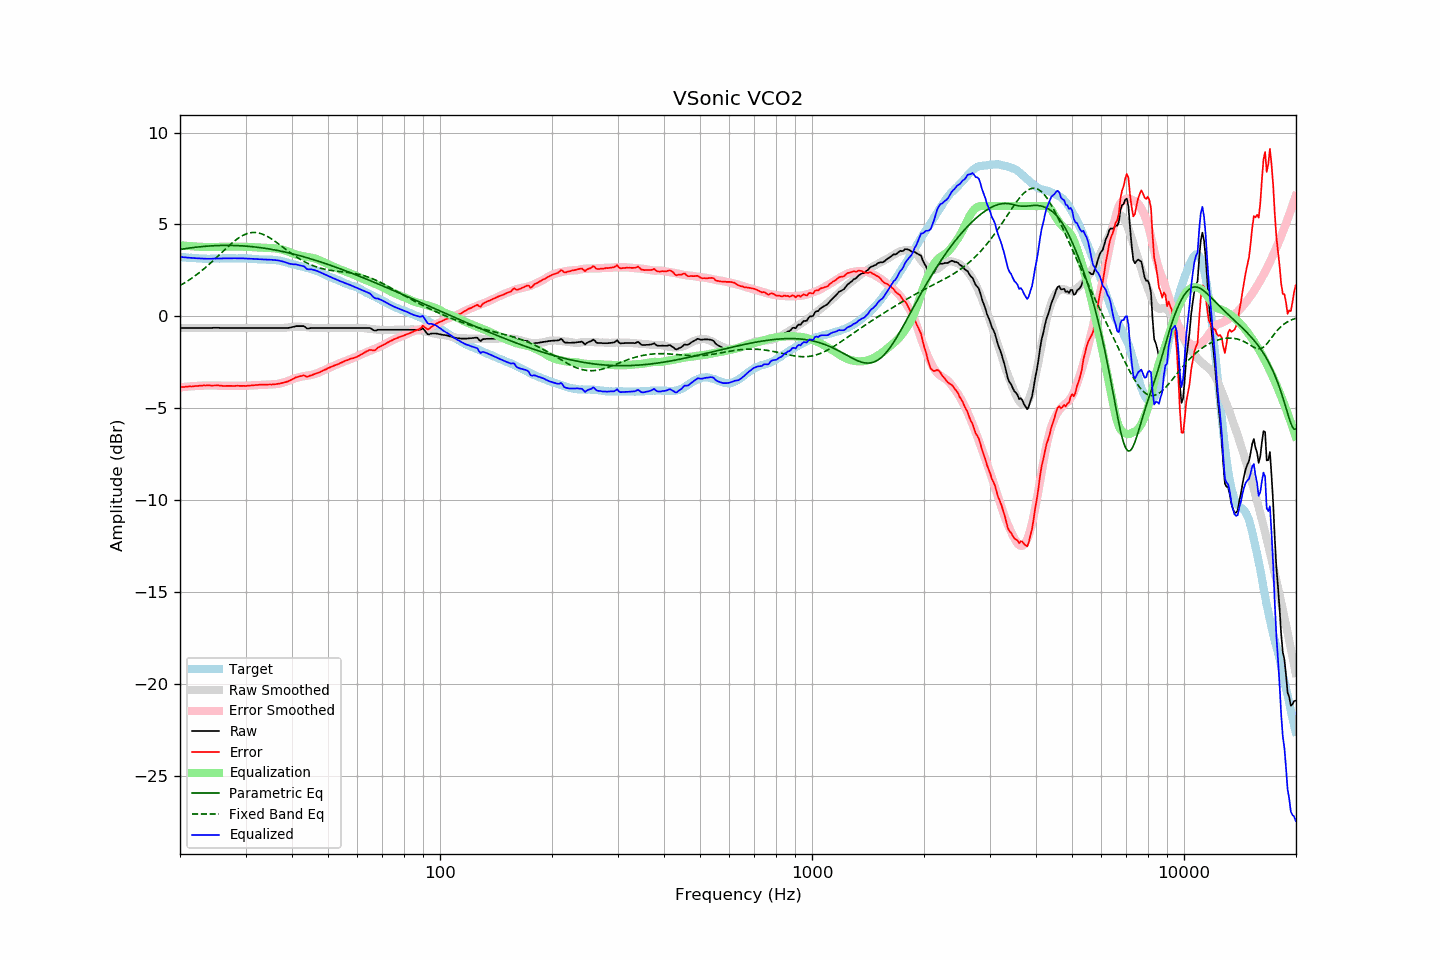 VSonic VCO2
10
5
0
−5
−10
−15
−20
−25
Amplitude (dBr)
Target
Raw Smoothed
Error Smoothed
Raw
Error
Equalization
Parametric Eq
Fixed Band Eq
Equalized
100 1000 10000
Frequency (Hz)